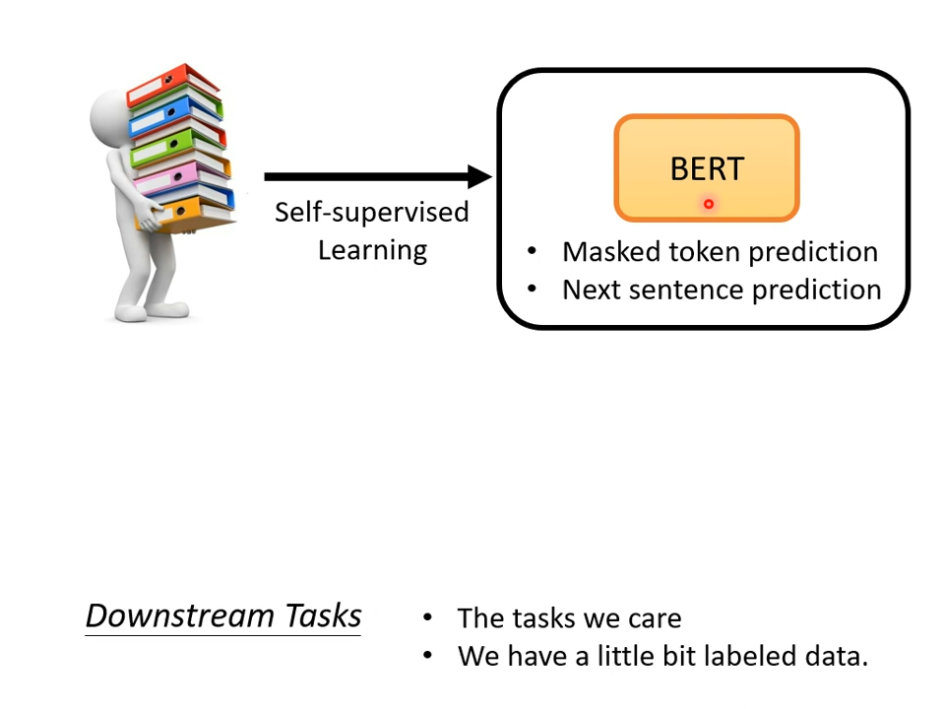 BERT
Self-supervised
Learning
• Masked token prediction
• Next sentence prediction
Downstream Tasks
• The tasks we care
• We have a little bit labeled data.